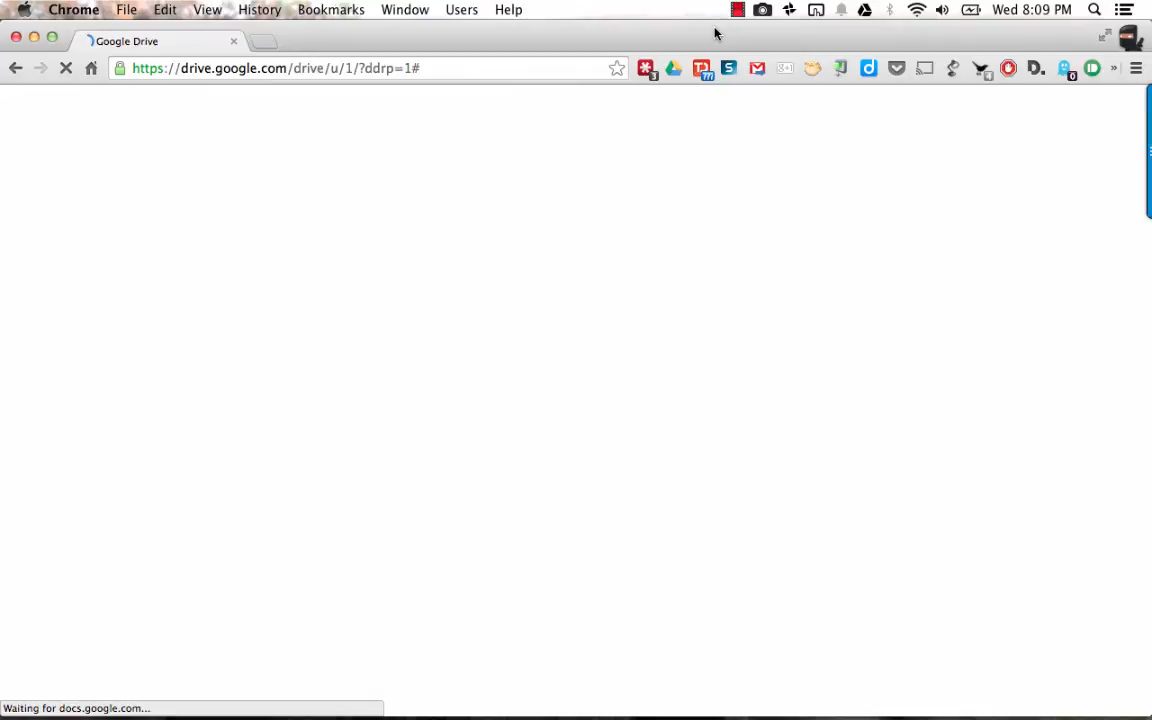 Chrome File Edit View History Bookmarks Window Users Help Wed 8:09 PM
Google Drive
https://drive.google.com/drive/u/1/?ddrp=1#
Waiting for docs.google.com...